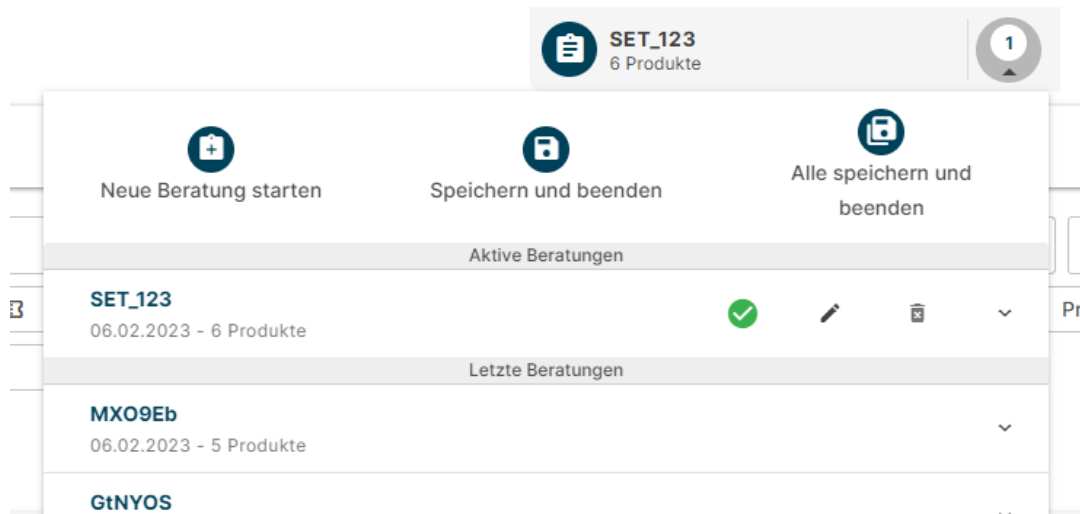 SET_123
6 Produkte
1
Neue Beratung starten
Speichern und beenden
Alle speichern und
beenden
Aktive Beratungen
SET_123
06.02.2023 - 6 Produkte
Pr
Letzte Beratungen
MXO9Eb
06.02.2023 - 5 Produkte
GtNYOS